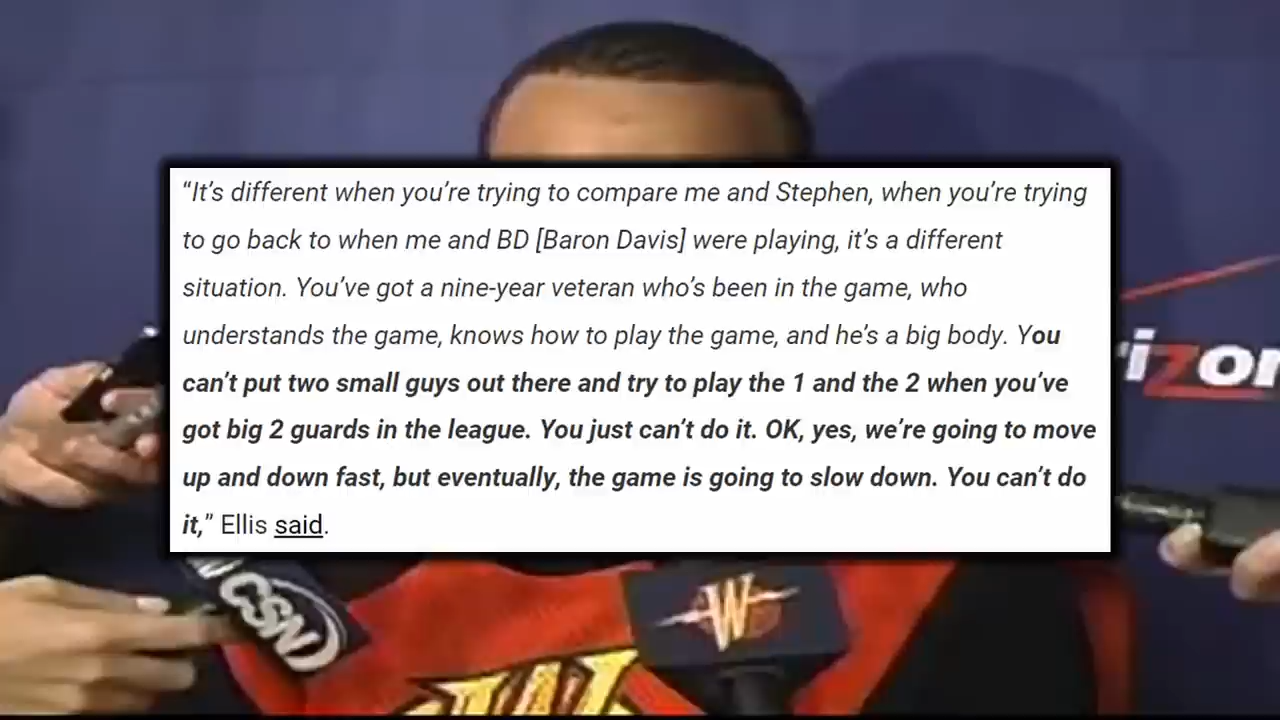 “It’s different when you’re trying to compare me and Stephen, when you’re trying
to go back to when me and BD [Baron Davis] were playing, it’s a different
situation. You’ve got a nine-year veteran who’s been in the game, who
understands the game, knows how to play the game, and he’s a big body. You
can’t put two small guys out there and try to play the 1 and the 2 when you’ve
got big 2 guards in the league. You just can’t do it. OK, yes, we’re going to move
up and down fast, but eventually, the game is going to slow down. You can’t do
it,” Ellis said.
rizon
CSN
W
W